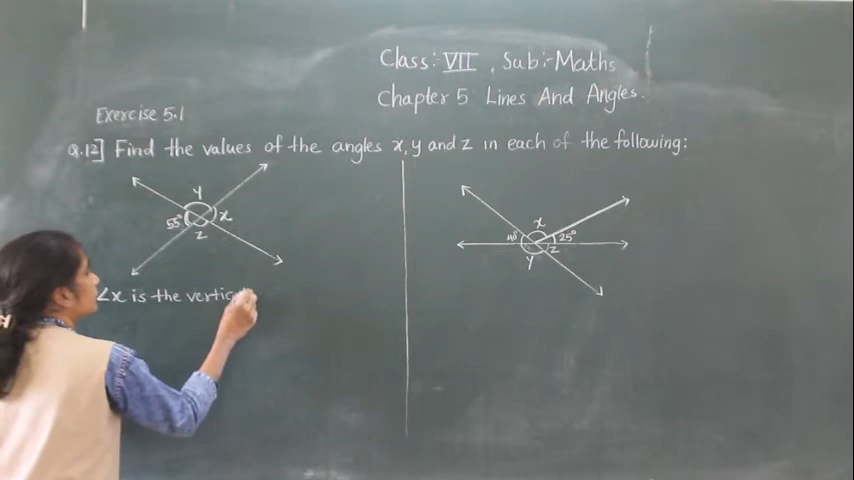 Class: VII, Sub:- Maths
Chapter 5 Lines And Angles.
Exercise 5.1
Q.12] Find the values of the angles x, y and z in each of the following:
y
55° x
z
x
40° 25°
z
y
∠x is the vertic